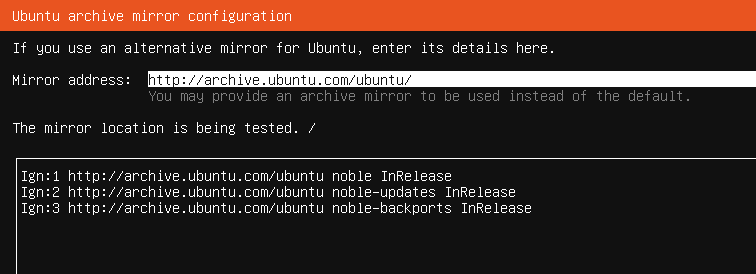 Ubuntu archive mirror configuration
If you use an alternative mirror for Ubuntu, enter its details here.
Mirror address: http://archive.ubuntu.com/ubuntu/
You may provide an archive mirror to be used instead of the default.
The mirror location is being tested. /
Ign:1 http://archive.ubuntu.com/ubuntu noble InRelease
Ign:2 http://archive.ubuntu.com/ubuntu noble-updates InRelease
Ign:3 http://archive.ubuntu.com/ubuntu noble-backports InRelease